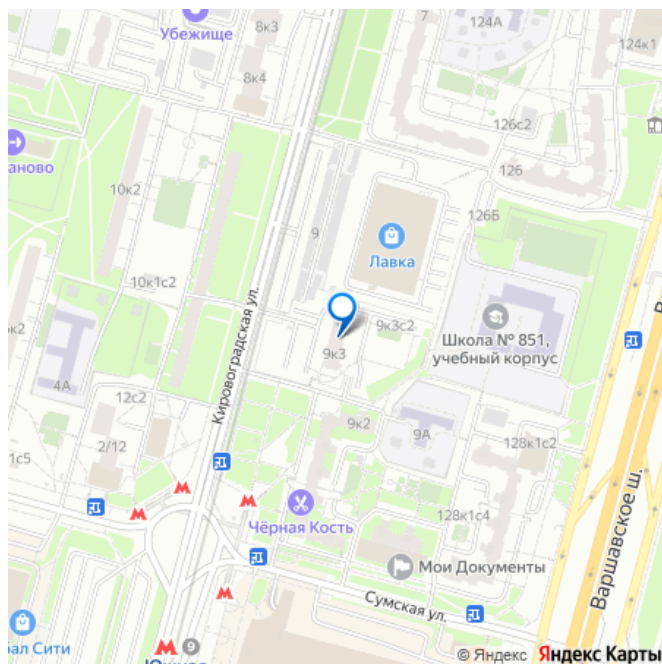 7
124А
Убежище
8к3
124к1
8к4
126с2
аново
10к2
126
126Б
9
Лавка
10к1с2
Кировоградская ул.
9к3с2
Школа № 851,
учебный корпус
9к3
4А
12с2
9к2
9А
2/12
128к1с2
1с5
Чёрная Кость
128к1с4
Варшавское ш.
Мои Документы
Сумская ул.
бал Сити
9
© Яндекс Яндекс Карты